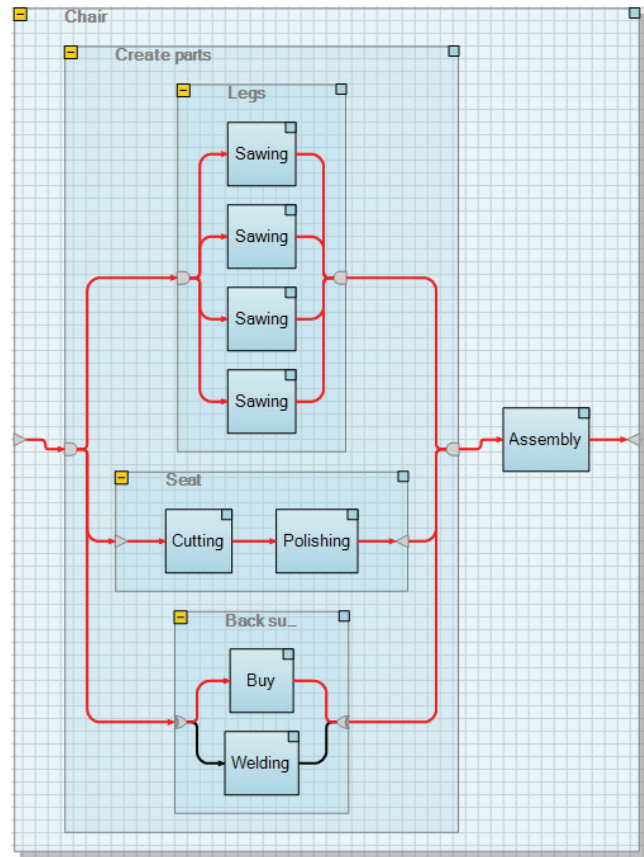 Chair
Create parts
Legs
Sawing
Sawing
Sawing
Sawing
Assembly
Seat
Cutting
Polishing
Back su...
Buy
Welding